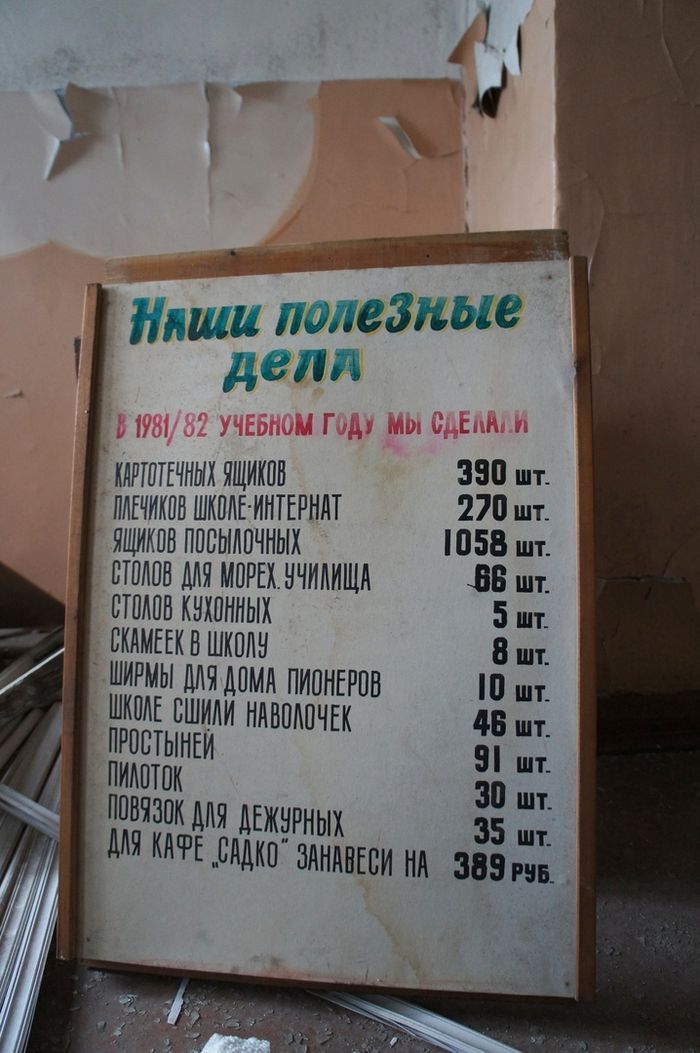 Наши полезные
дела
В 1981/82 УЧЕБНОМ ГОДУ МЫ СДЕЛАЛИ
КАРТОТЕЧНЫХ ЯЩИКОВ 390 ШТ.
ПЛЕЧИКОВ ШКОЛЕ-ИНТЕРНАТ 270 ШТ.
ЯЩИКОВ ПОСЫЛОЧНЫХ 1058 ШТ.
СТОЛОВ ДЛЯ МОРЕХ. УЧИЛИЩА 66 ШТ.
СТОЛОВ КУХОННЫХ 5 ШТ.
СКАМЕЕК В ШКОЛУ 8 ШТ.
ШИРМЫ ДЛЯ ДОМА ПИОНЕРОВ 10 ШТ.
ШКОЛЕ СШИЛИ НАВОЛОЧЕК 46 ШТ.
ПРОСТЫНЕЙ 91 ШТ.
ПИЛОТОК 30 ШТ.
ПОВЯЗОК ДЛЯ ДЕЖУРНЫХ 35 ШТ.
ДЛЯ КАФЕ „САДКО" ЗАНАВЕСИ НА 389 РУБ.